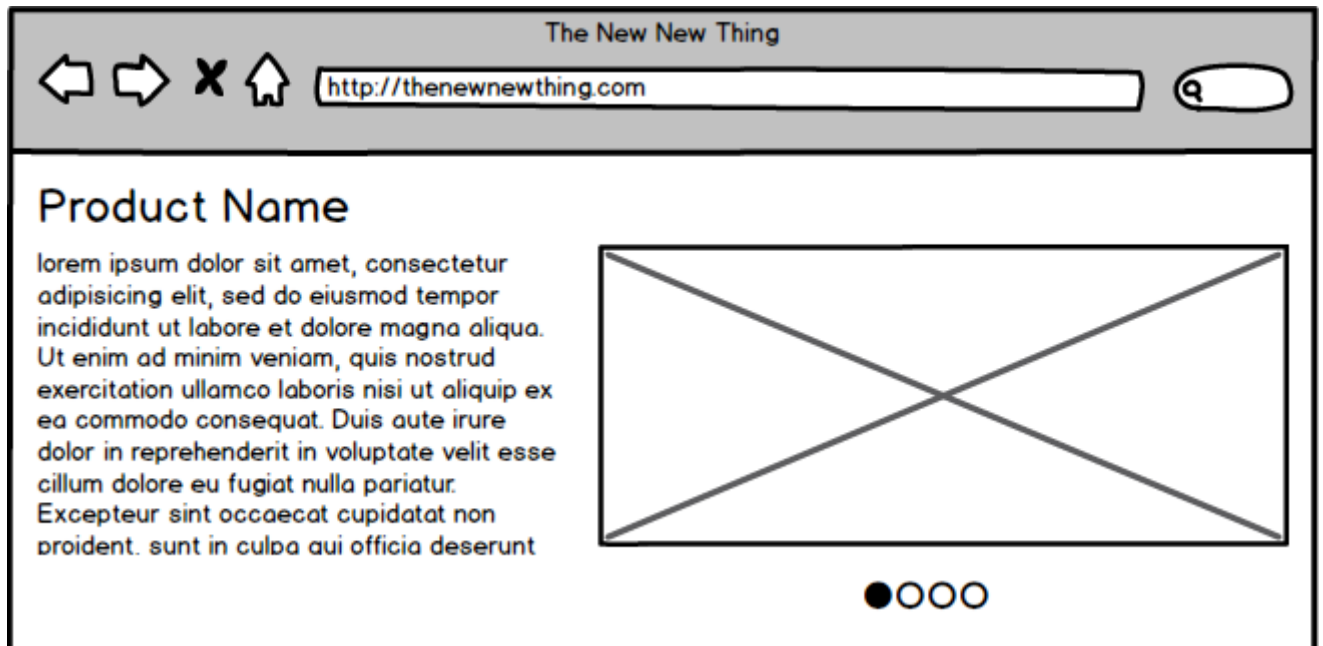 The New New Thing
http://thenewnewthing.com
Product Name
lorem ipsum dolor sit amet, consectetur
adipisicing elit, sed do eiusmod tempor
incididunt ut labore et dolore magna aliqua.
Ut enim ad minim veniam, quis nostrud
exercitation ullamco laboris nisi ut aliquip ex
ea commodo consequat. Duis aute irure
dolor in reprehenderit in voluptate velit esse
cillum dolore eu fugiat nulla pariatur.
Excepteur sint occaecat cupidatat non
proident, sunt in culpa qui officia deserunt